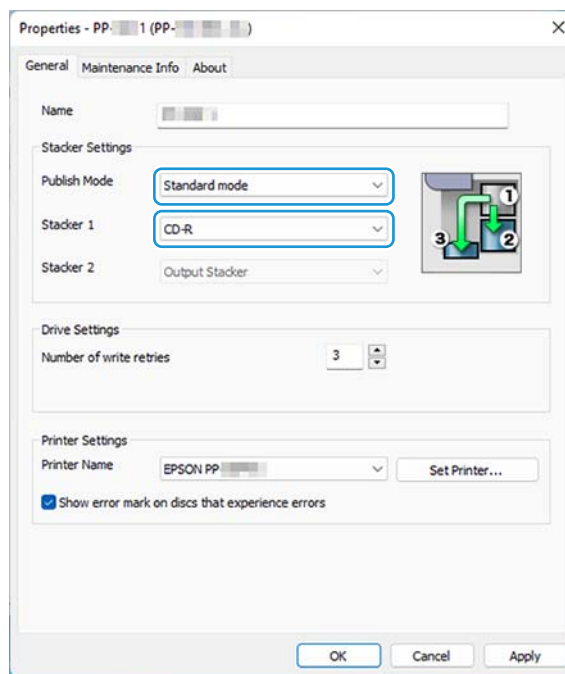 Properties - PP- 1 (PP- )
General Maintenance Info About
Name
Stacker Settings
Publish Mode Standard mode
Stacker 1 CD-R
Stacker 2 Output Stacker
1
3 2
Drive Settings
Number of write retries 3
Printer Settings
Printer Name EPSON PP- Set Printer...
Show error mark on discs that experience errors
OK Cancel Apply